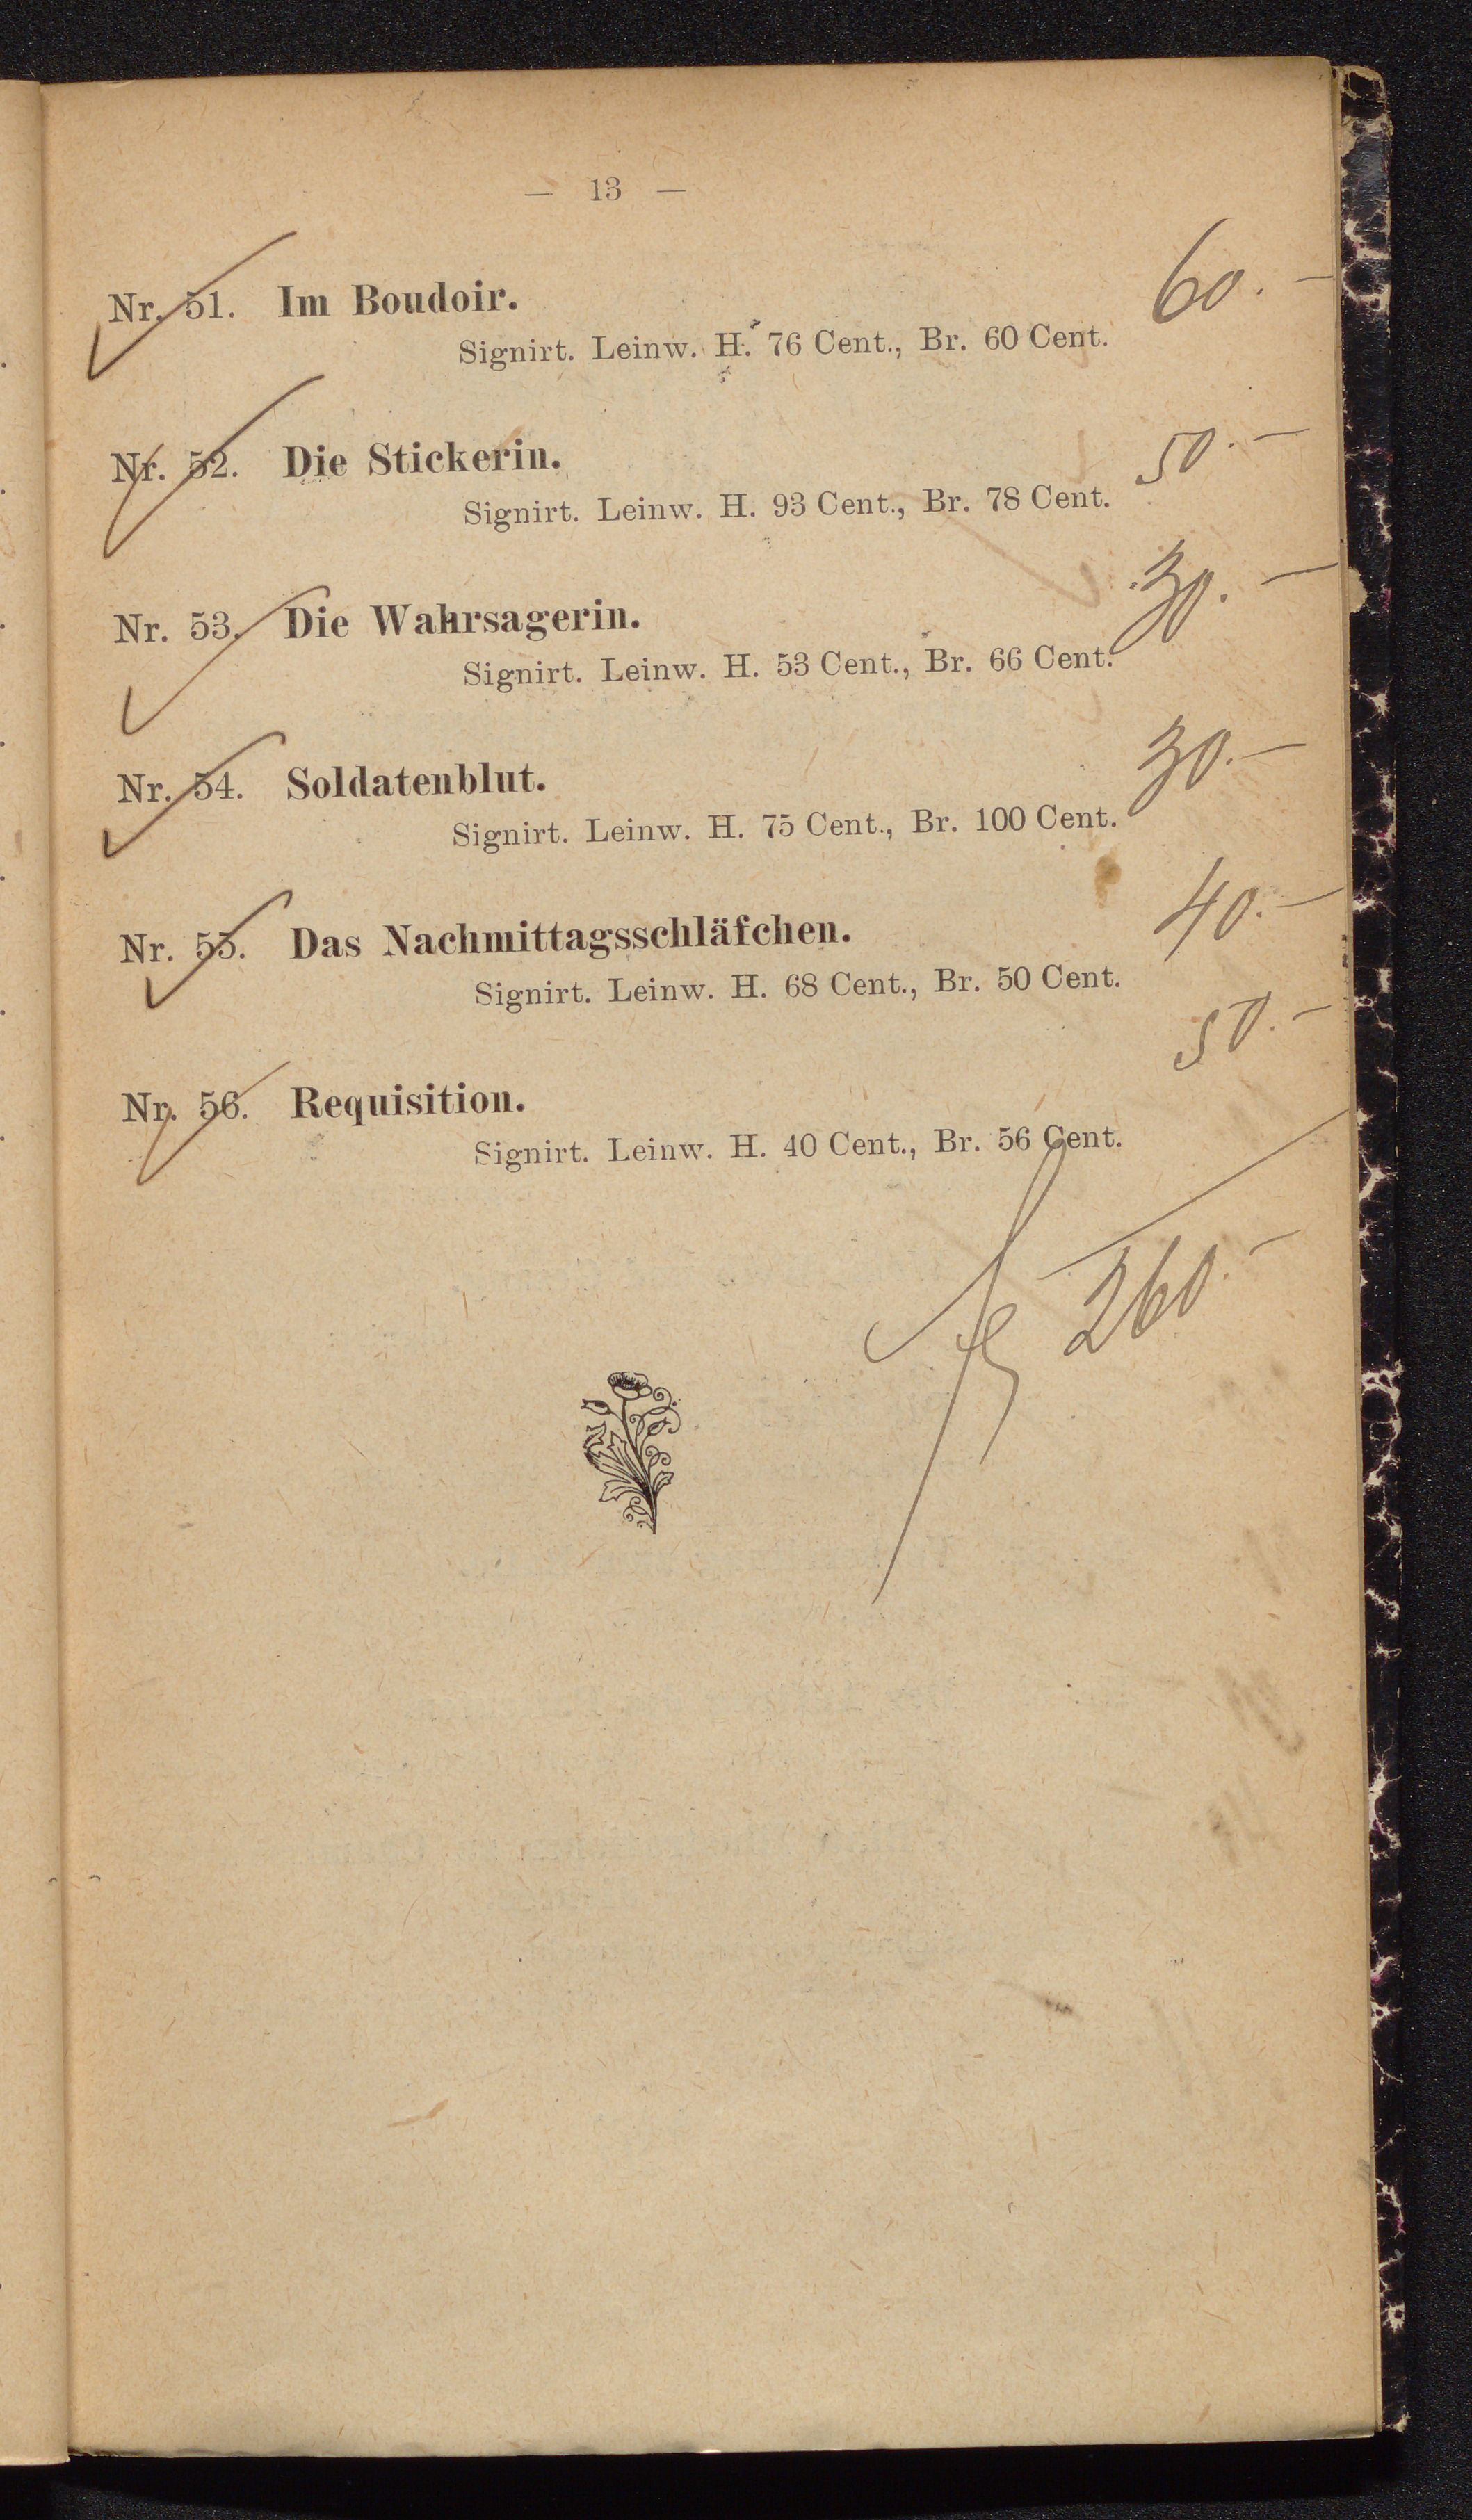 — 13 —
Nr. 51. Im Boudoir.
60.—
Signirt. Leinw. H. 76 Cent., Br. 60 Cent.
Nr. 52. Die Stickerin.
50.—
Signirt. Leinw. H. 93 Cent., Br. 78 Cent.
Nr. 53. Die Wahrsagerin.
30.—
Signirt. Leinw. H. 53 Cent., Br. 66 Cent.
Nr. 54. Soldatenblut.
30.—
Signirt. Leinw. H. 75 Cent., Br. 100 Cent.
Nr. 55. Das Nachmittagsschläfchen.
40.—
Signirt. Leinw. H. 68 Cent., Br. 50 Cent.
Nr. 56. Requisition.
50.—
Signirt. Leinw. H. 40 Cent., Br. 56 Cent.
260.—